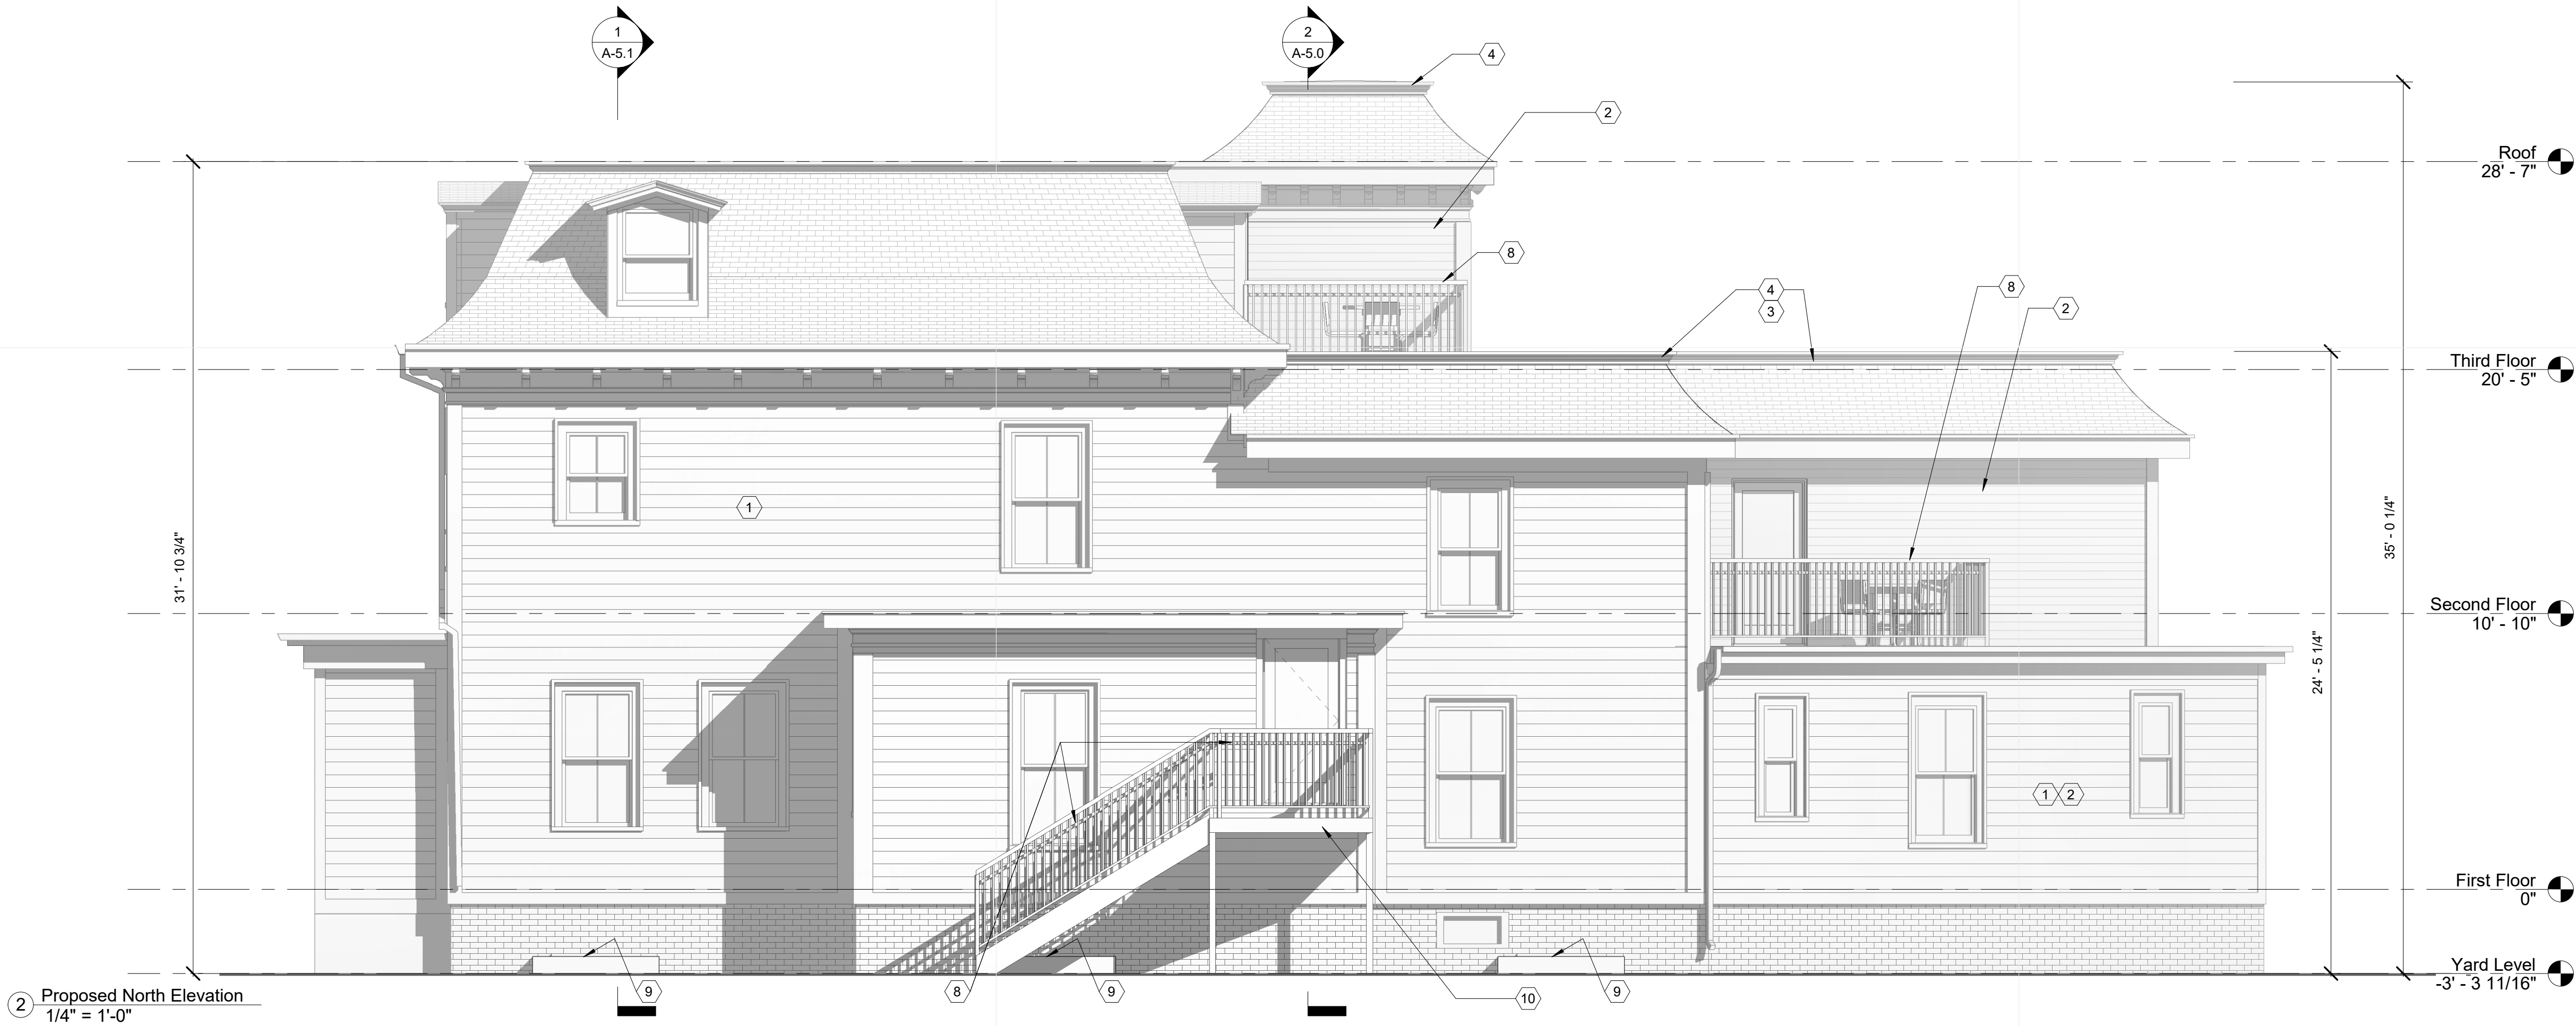 1
A-5.1
2
A-5.0
4
2
Roof
28' - 7"
8
4
3
8
2
Third Floor
20' - 5"
1
31' - 10 3/4"
35' - 0 1/4"
24' - 5 1/4"
Second Floor
10' - 10"
1
2
First Floor
0"
Yard Level
-3' - 3 11/16"
9
8
9
10
9
2
Proposed North Elevation
1/4" = 1'-0"